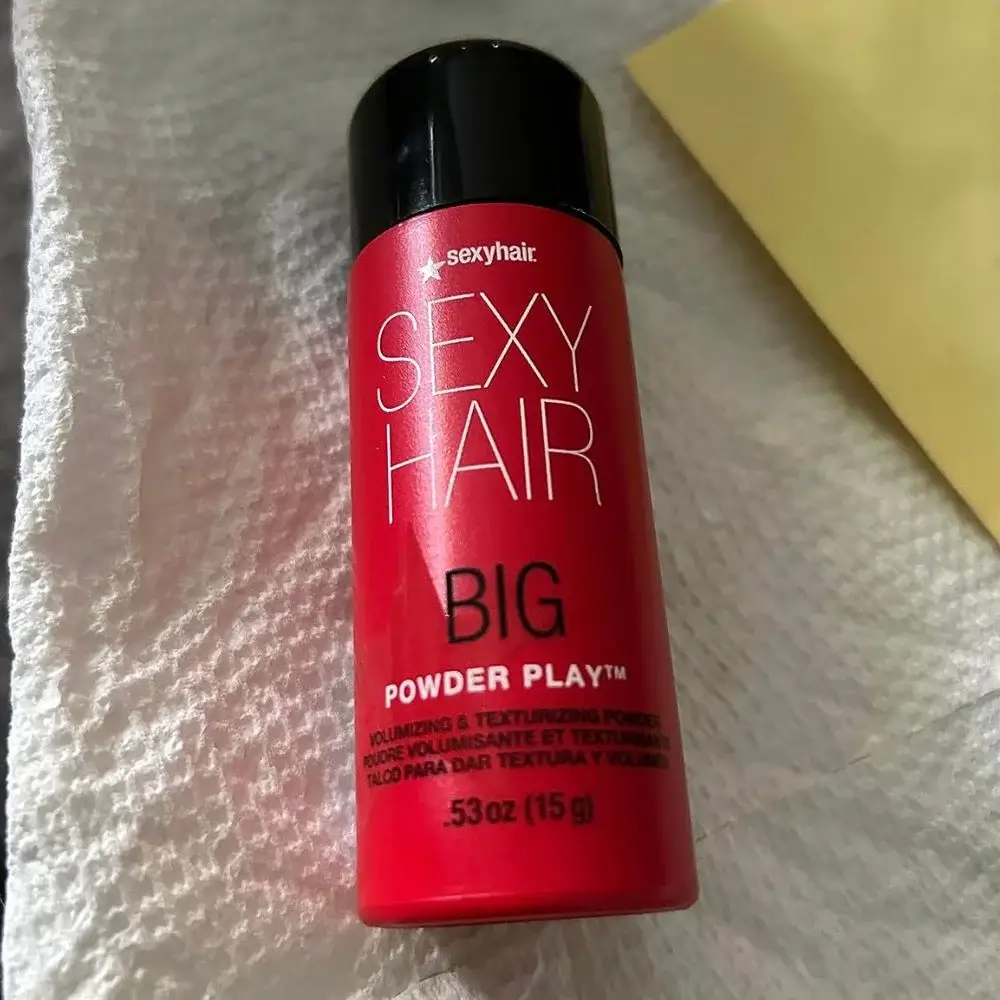 sexyhair.
SEXY
HAIR
BIG
POWDER PLAY™
VOLUMIZING & TEXTURIZING POWDER
POUDRE VOLUMISANTE ET TEXTURISANTE
TALCO PARA DAR TEXTURA Y VOLUMEN
.53 oz (15 g)